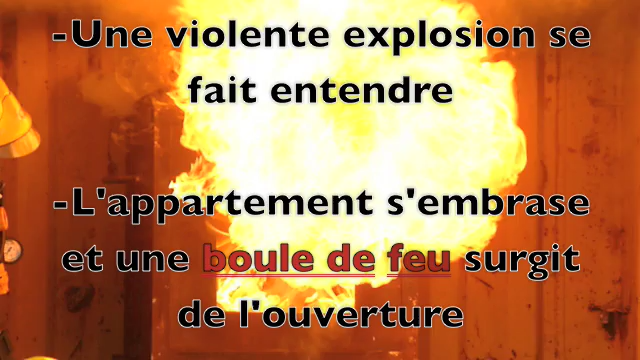 -Une violente explosion se
fait entendre
-L'appartement s'embrase
et une boule de feu surgit
de l'ouverture